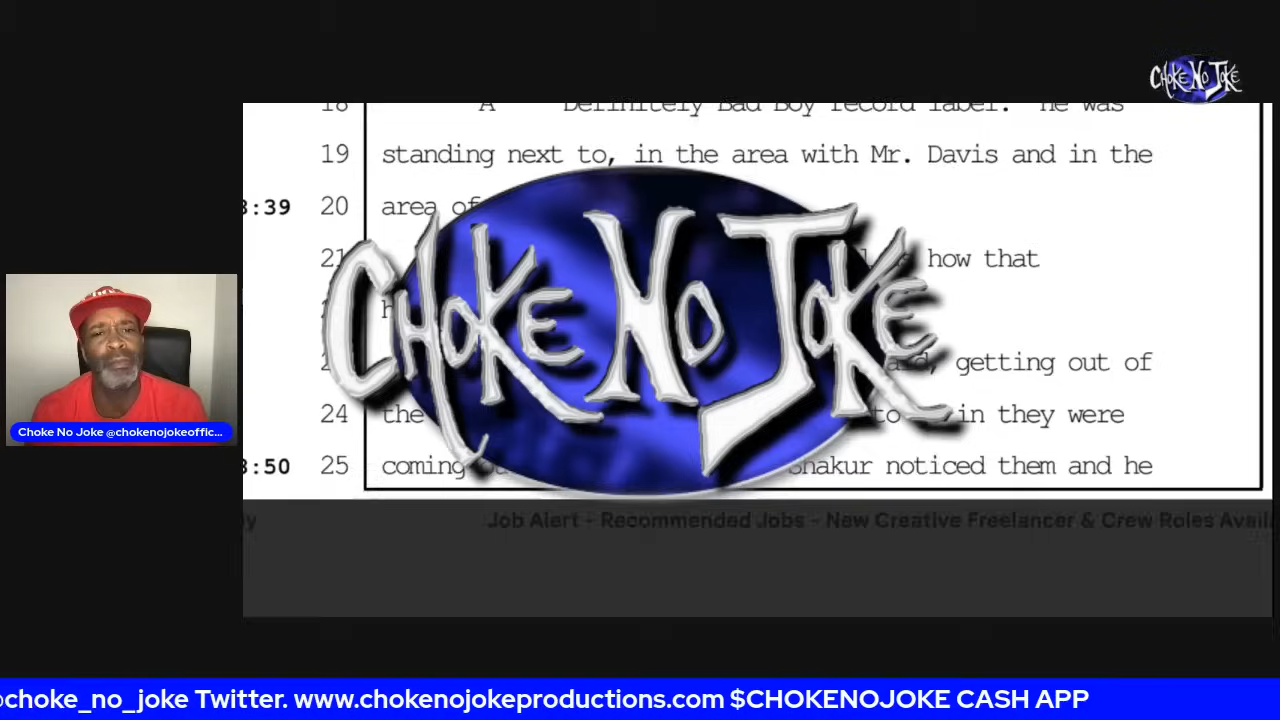 CHOKE NO JOKE
18 A Definitely Bad Boy record label. He was
19 standing next to, in the area with Mr. Davis and in the
8:39 20 area of
21 how that
24 the in they were
getting out of
8:50 25 coming Shakur noticed them and he
CHOKE NO JOKE
Choke No Joke @chokenojokeoffic...
Job Alert - Recommended Jobs - New Creative Freelancer & Crew Roles Avail
choke_no_joke Twitter. www.chokenojokeproductions.com $CHOKENOJOKE CASH APP